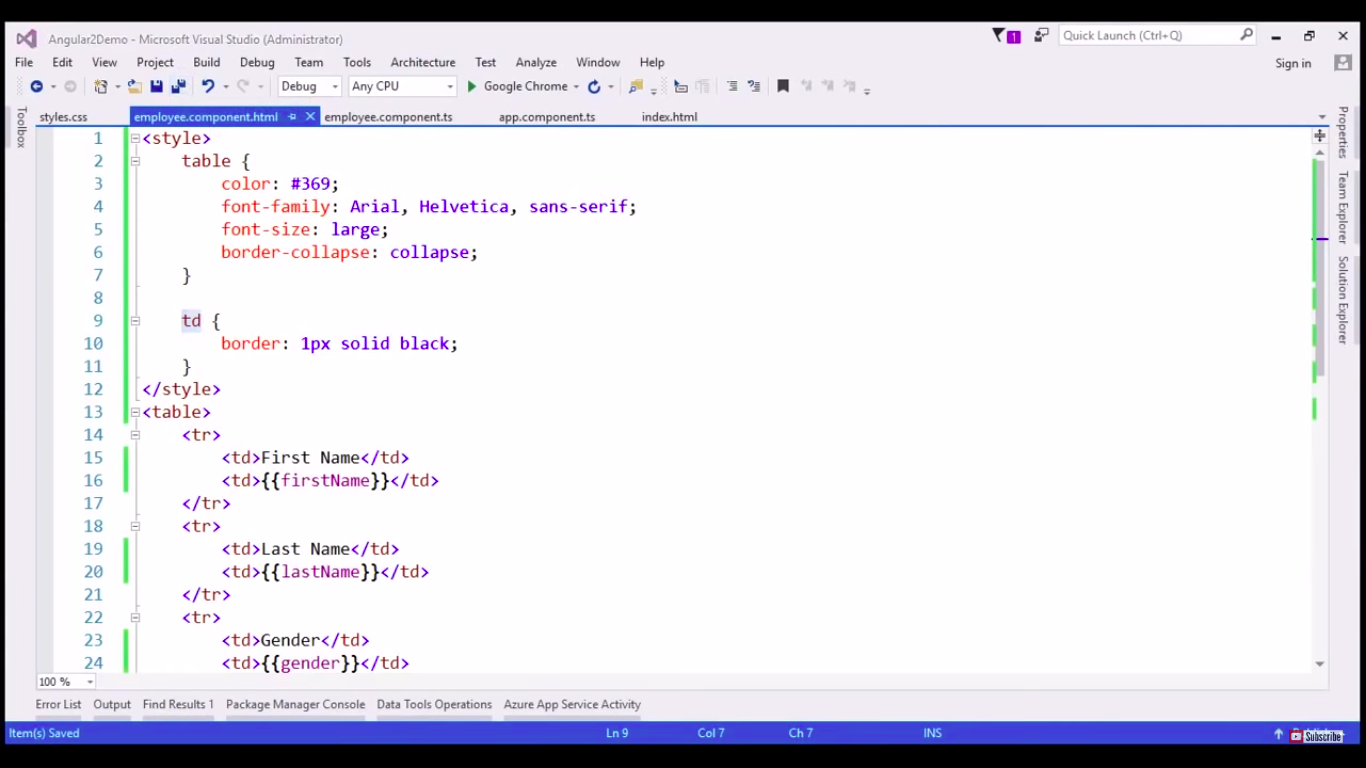 Angular2Demo - Microsoft Visual Studio (Administrator)
1
Quick Launch (Ctrl+Q)
File Edit View Project Build Debug Team Tools Architecture Test Analyze Window Help
Sign in
Debug Any CPU Google Chrome
Toolbox
styles.css employee.component.html employee.component.ts app.component.ts index.html
Properties
Team Explorer
Solution Explorer
1 <style>
2 table {
3 color: #369;
4 font-family: Arial, Helvetica, sans-serif;
5 font-size: large;
6 border-collapse: collapse;
7 }
8
9 td {
10 border: 1px solid black;
11 }
12 </style>
13 <table>
14 <tr>
15 <td>First Name</td>
16 <td>{{firstName}}</td>
17 </tr>
18 <tr>
19 <td>Last Name</td>
20 <td>{{lastName}}</td>
21 </tr>
22 <tr>
23 <td>Gender</td>
24 <td>{{gender}}</td>
100 %
Error List Output Find Results 1 Package Manager Console Data Tools Operations Azure App Service Activity
Item(s) Saved Ln 9 Col 7 Ch 7 INS
Subscribe